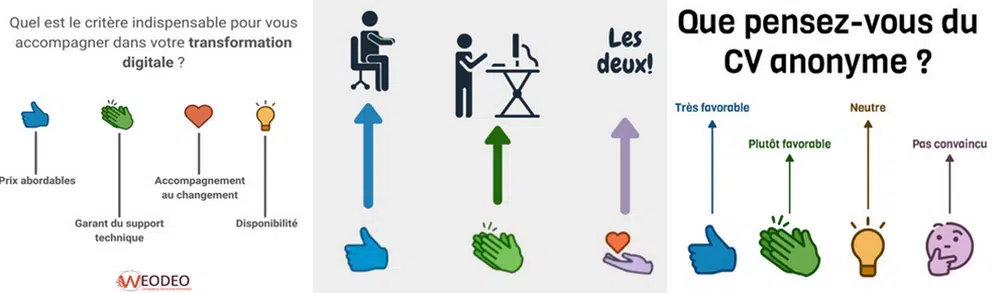 Quel est le critère indispensable pour vous
accompagner dans votre transformation
digitale ?
Prix abordables
Accompagnement
au changement
Garant du support
technique
Disponibilité
WEODEO
Les
deux!
Que pensez-vous du
CV anonyme ?
Très favorable
Neutre
Plutôt favorable
Pas convaincu